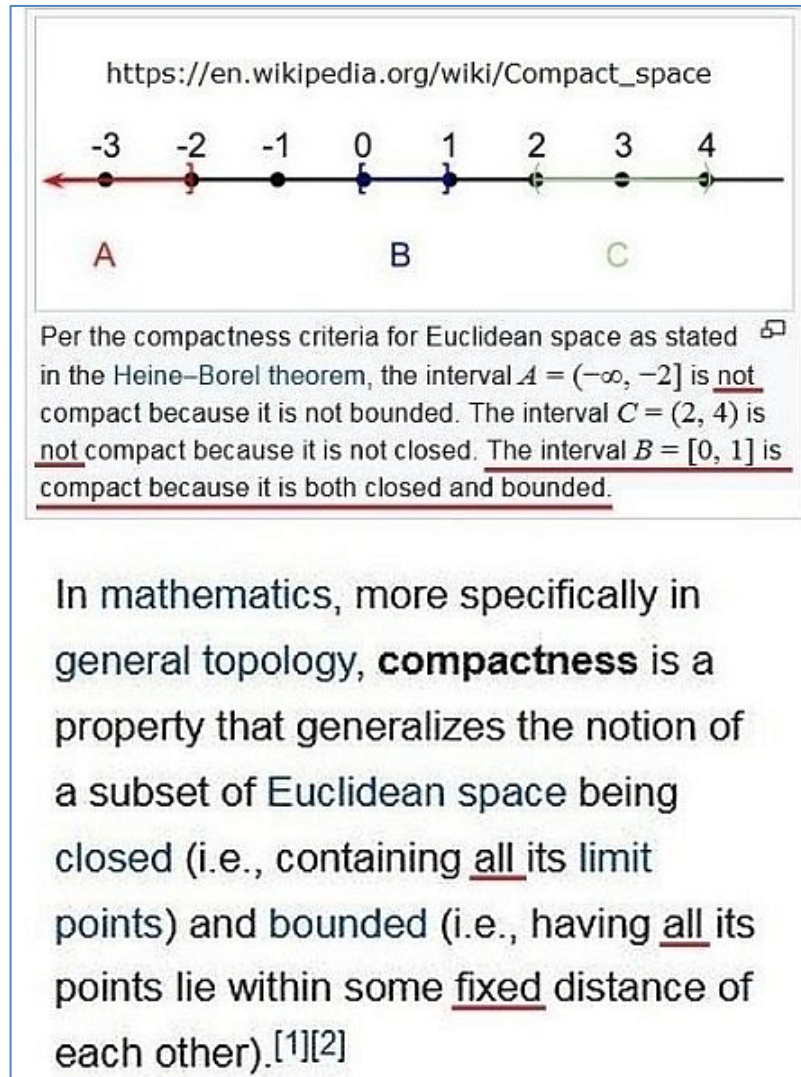 https://en.wikipedia.org/wiki/Compact_space
-3 -2 -1 0 1 2 3 4
A B C
Per the compactness criteria for Euclidean space as stated
in the Heine–Borel theorem, the interval A = (−∞, −2] is not
compact because it is not bounded. The interval C = (2, 4) is
not compact because it is not closed. The interval B = [0, 1] is
compact because it is both closed and bounded.
In mathematics, more specifically in
general topology, compactness is a
property that generalizes the notion of
a subset of Euclidean space being
closed (i.e., containing all its limit
points) and bounded (i.e., having all its
points lie within some fixed distance of
each other).[1][2]